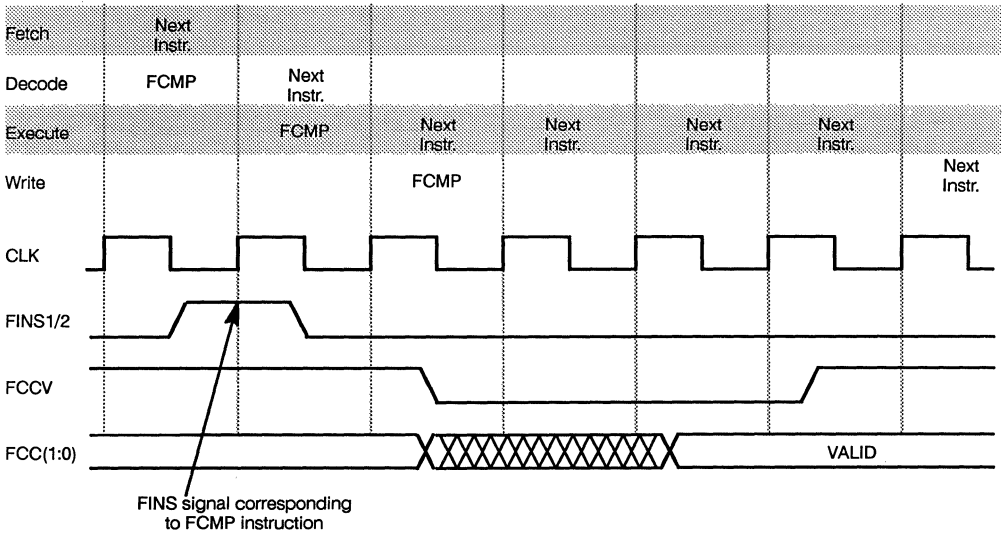 Fetch
Next
Instr.
Decode
FCMP
Next
Instr.
Execute
FCMP
Next
Instr.
Next
Instr.
Next
Instr.
Next
Instr.
Write
FCMP
Next
Instr.
CLK
FINS1/2
FCCV
FCC(1:0)
VALID
FINS signal corresponding
to FCMP instruction